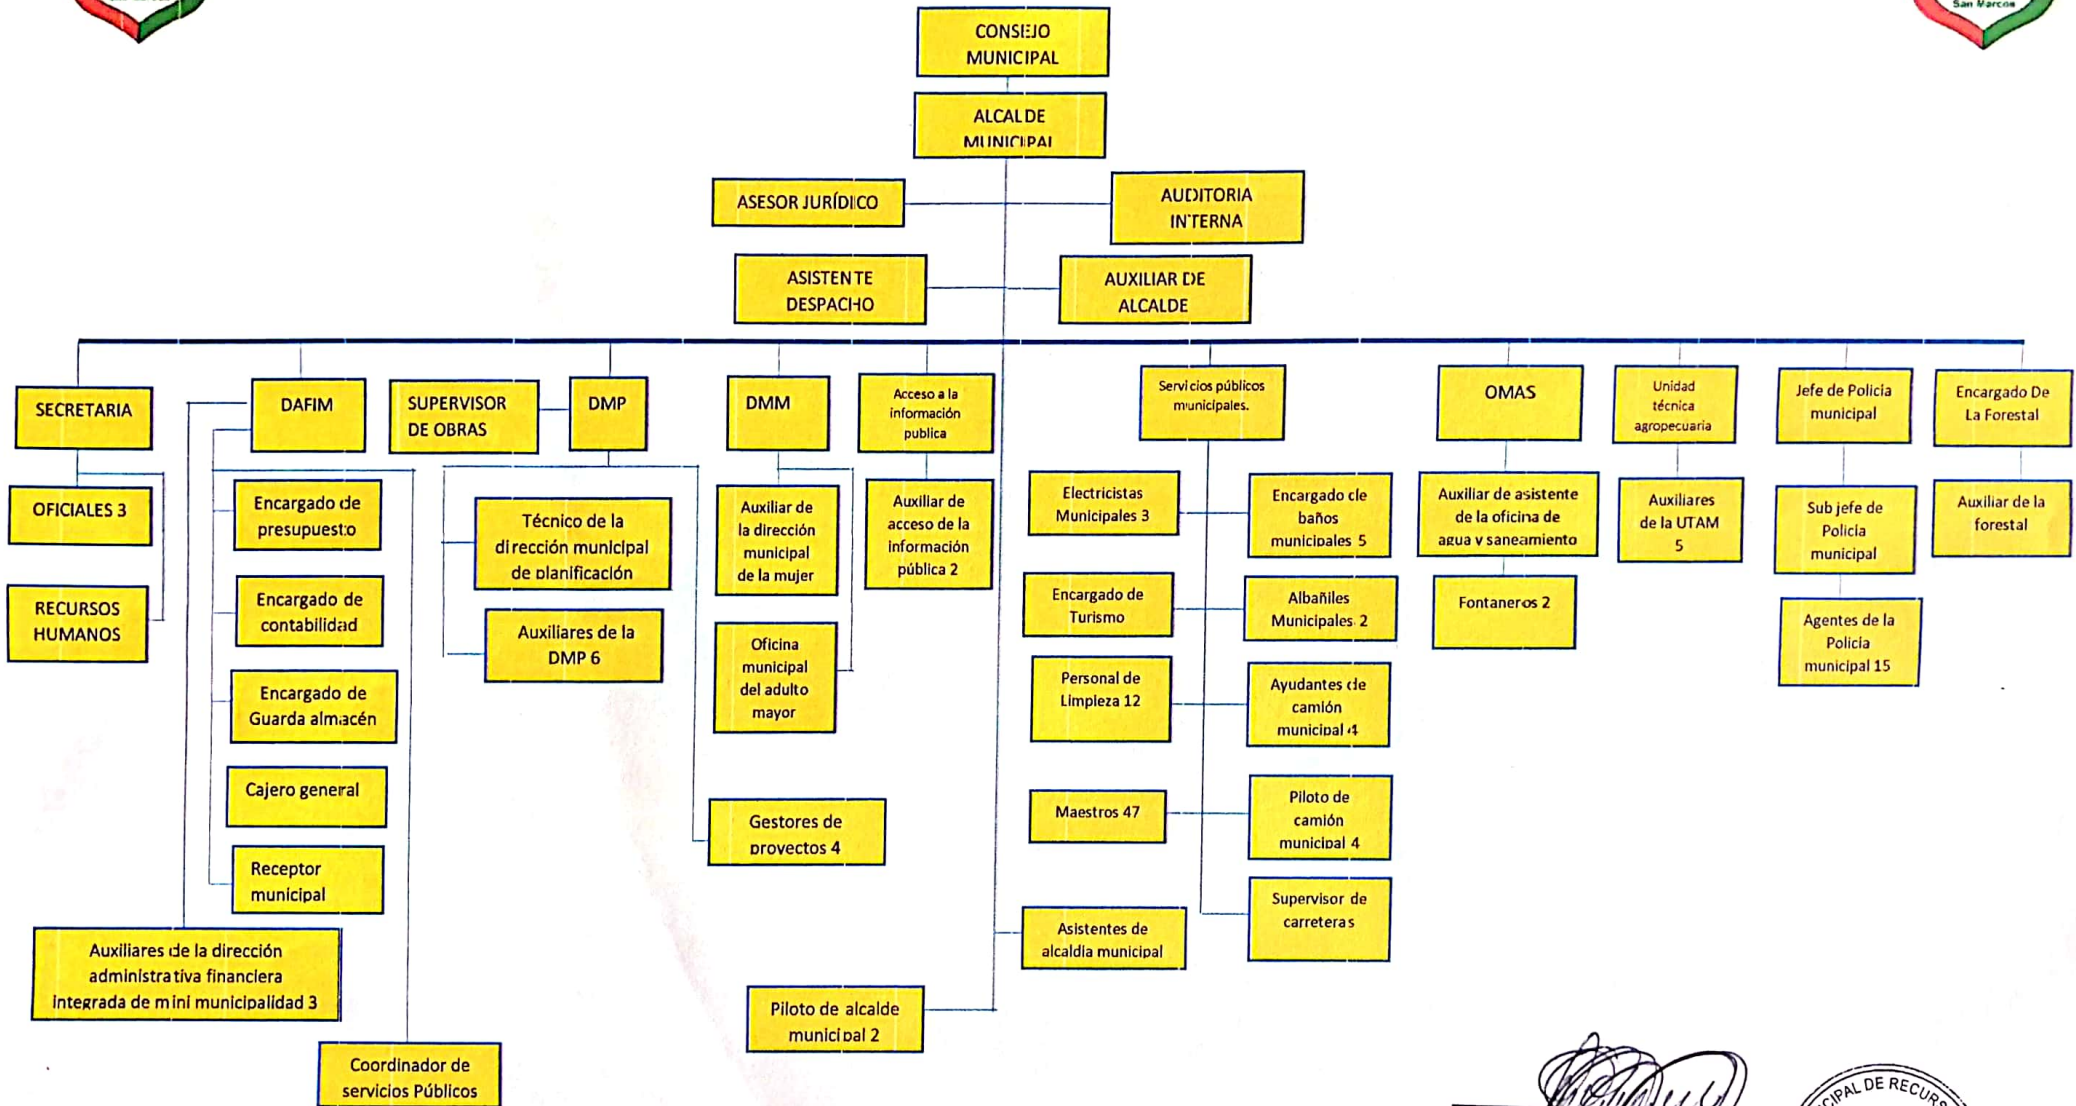 San Marcos
CONSEJO
MUNICIPAL
ALCALDE
MUNICIPAL
ASESOR JURÍDICO
AUDITORIA
INTERNA
ASISTENTE
DESPACHO
AUXILIAR DE
ALCALDE
SECRETARIA
DAFIM
SUPERVISOR
DE OBRAS
DMP
DMM
Acceso a la
información
publica
Servicios públicos
municipales.
OMAS
Unidad
técnica
agropecuaria
Jefe de Policia
municipal
Encargado De
La Forestal
OFICIALES 3
RECURSOS
HUMANOS
Encargado de
presupuesto
Encargado de
contabilidad
Encargado de
Guarda almacén
Cajero general
Receptor
municipal
Auxiliares de la dirección
administrativa financiera
integrada de mini municipalidad 3
Coordinador de
servicios Públicos
Técnico de la
dirección municipal
de planificación
Auxiliares de la
DMP 6
Gestores de
proyectos 4
Auxiliar de
la dirección
municipal
de la mujer
Oficina
municipal
del adulto
mayor
Auxiliar de
acceso de la
información
pública 2
Piloto de alcalde
municipal 2
Asistentes de
alcaldia municipal
Electricistas
Municipales 3
Encargado de
baños
municipales 5
Encargado de
Turismo
Albañiles
Municipales 2
Personal de
Limpieza 12
Ayudantes de
camión
municipal 4
Maestros 47
Piloto de
camión
municipal 4
Supervisor de
carreteras
Auxiliar de asistente
de la oficina de
agua y saneamiento
Fontaneros 2
Auxiliares
de la UTAM
5
Sub jefe de
Policia
municipal
Agentes de la
Policia
municipal 15
Auxiliar de la
forestal
DE